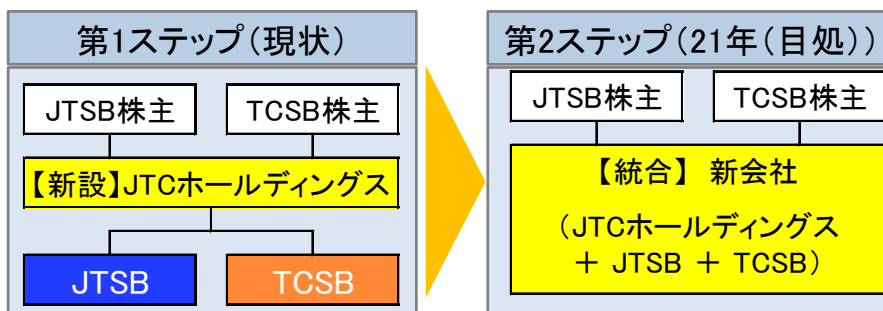 第1ステップ（現状）
JTSB株主
TCSB株主
【新設】JTCホールディングス
JTSB
TCSB
第2ステップ（21年（目処））
JTSB株主
TCSB株主
【統合】 新会社
（JTCホールディングス
＋ JTSB ＋ TCSB）